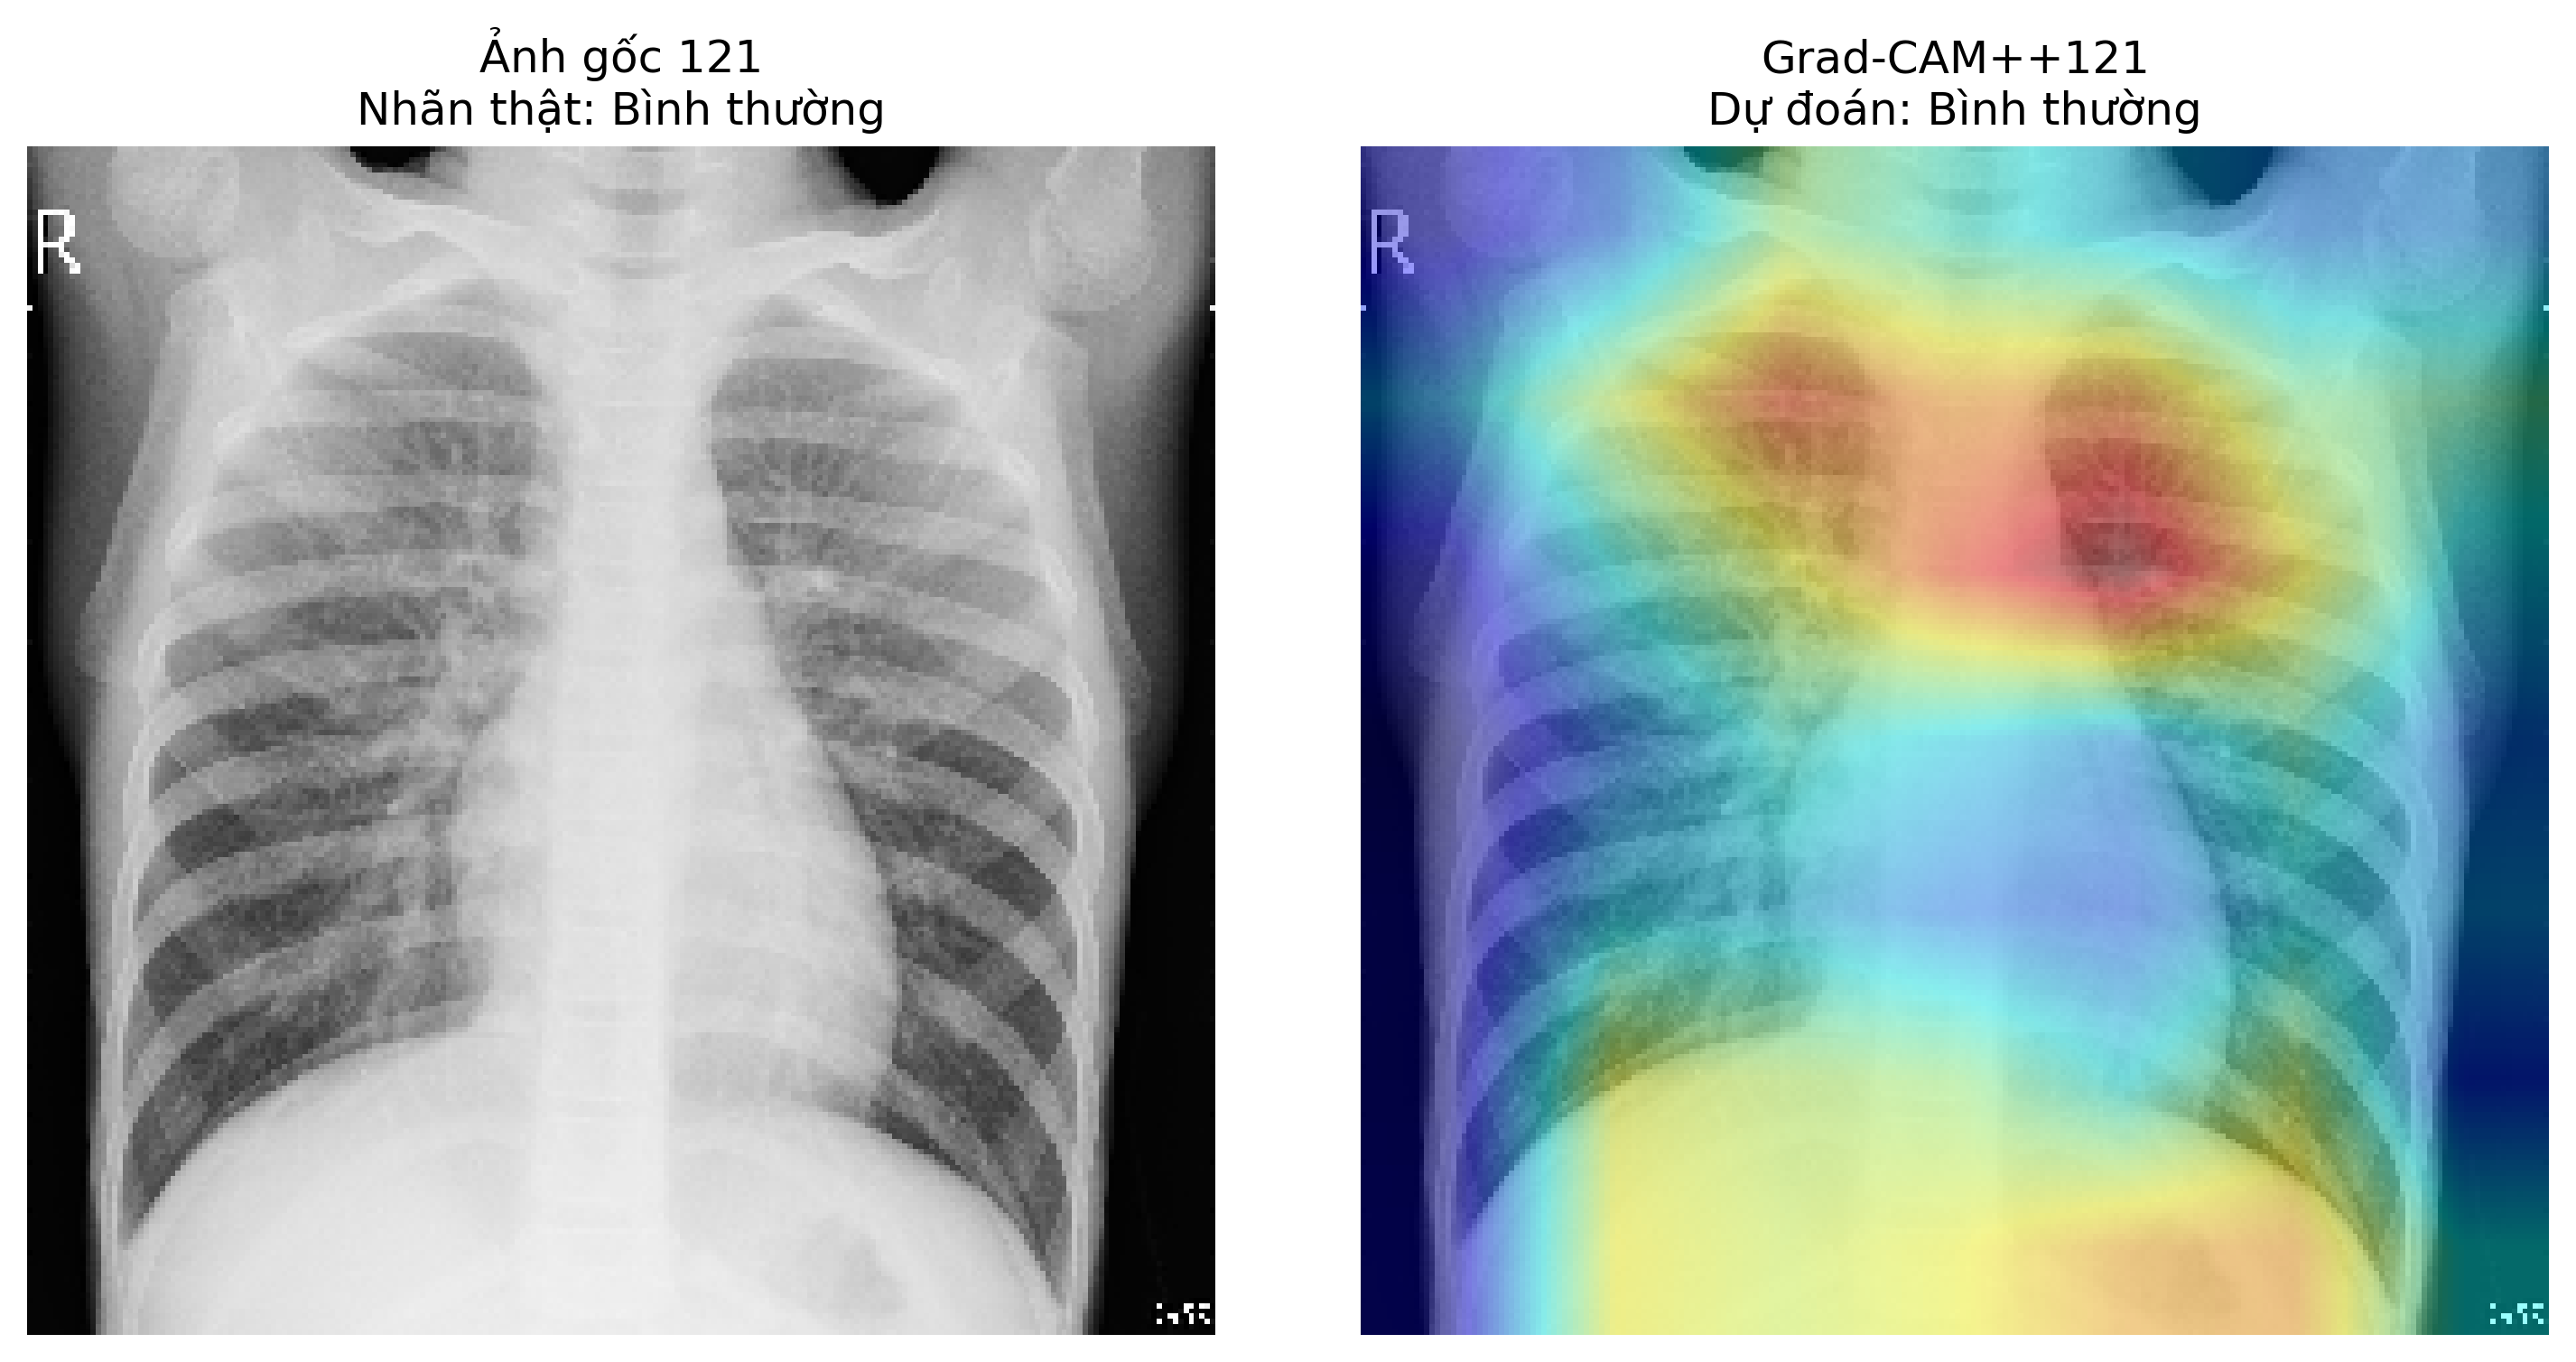 Ảnh gốc 121
Nhãn thật: Bình thường
Grad-CAM++121
Dự đoán: Bình thường
R
R